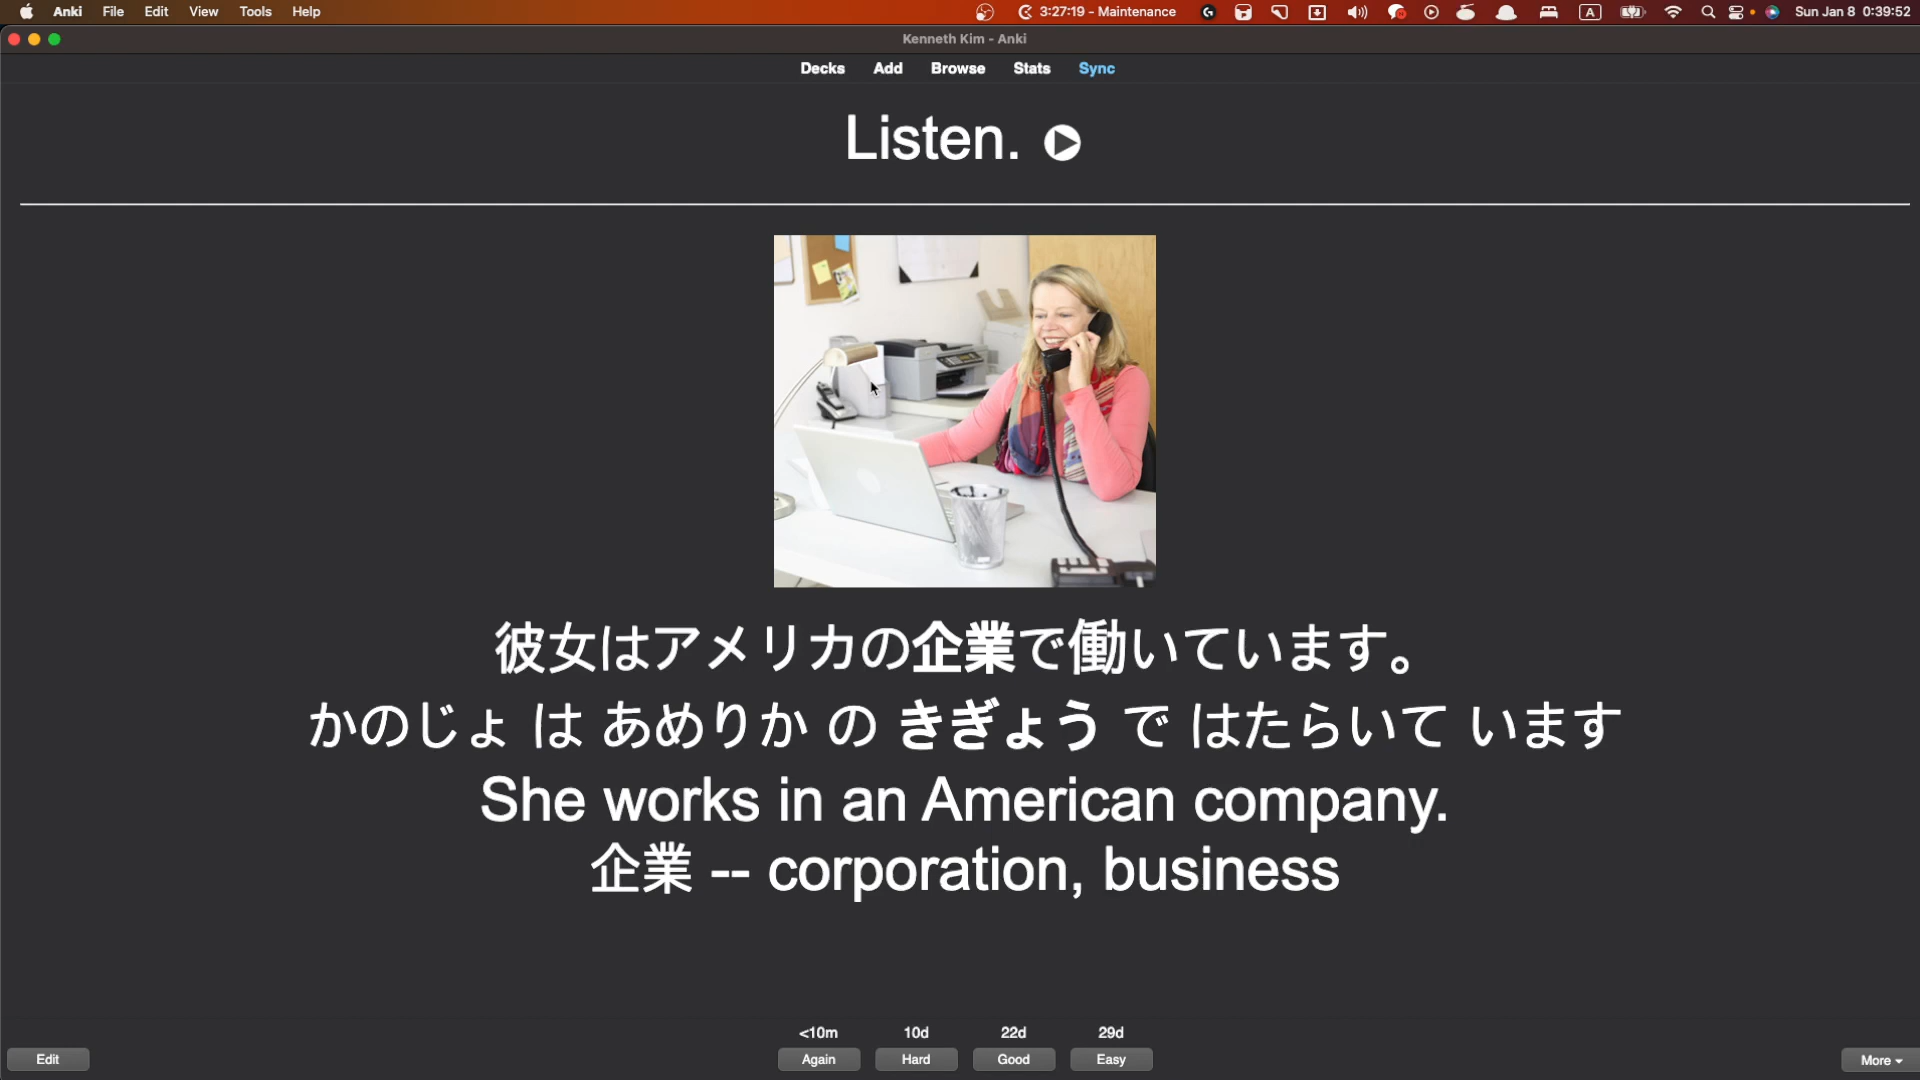 Anki File Edit View Tools Help 3:27:19 - Maintenance A Sun Jan 8 0:39:52
Kenneth Kim - Anki
Decks Add Browse Stats Sync
Listen.
彼女はアメリカの企業で働いています。
かのじょ は あめりか の きぎょう で はたらいて います
She works in an American company.
企業 -- corporation, business
<10m 10d 22d 29d
Edit Again Hard Good Easy More